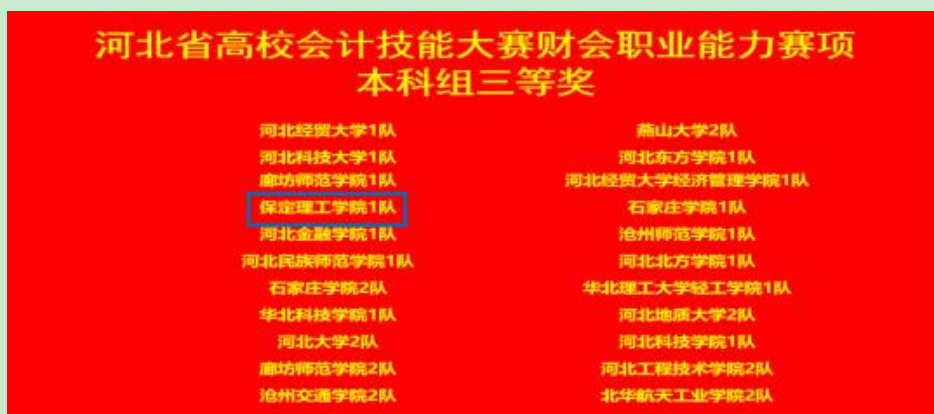 河北省高校会计技能大赛财会职业能力赛项
本科组三等奖
河北经贸大学1队
燕山大学2队
河北科技大学1队
河北东方学院1队
廊坊师范学院1队
河北经贸大学经济管理学院1队
保定理工学院1队
石家庄学院1队
河北金融学院1队
沧州师范学院1队
河北民族师范学院1队
河北北方学院1队
石家庄学院2队
华北理工大学轻工学院1队
华北科技学院1队
河北地质大学2队
河北大学2队
河北科技学院1队
廊坊师范学院2队
河北工程技术学院2队
沧州交通学院2队
北华航天工业学院2队